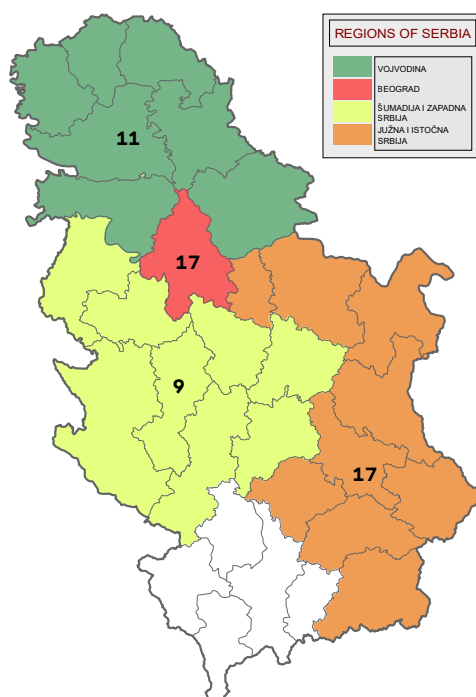 REGIONS OF SERBIA
VOJVODINA
BEOGRAD
ŠUMADIJA I ZAPADNA
SRBIJA
JUŽNA I ISTOČNA
SRBIJA
11
17
9
17